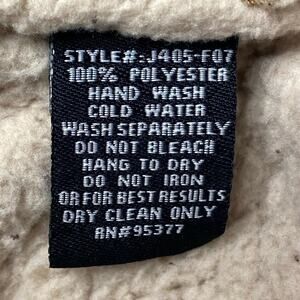 STYLE#:J405-F07
100% POLYESTER
HAND WASH
COLD WATER
WASH SEPARATELY
DO NOT BLEACH
HANG TO DRY
DO NOT IRON
OR FOR BEST RESULTS
DRY CLEAN ONLY
RN#95377